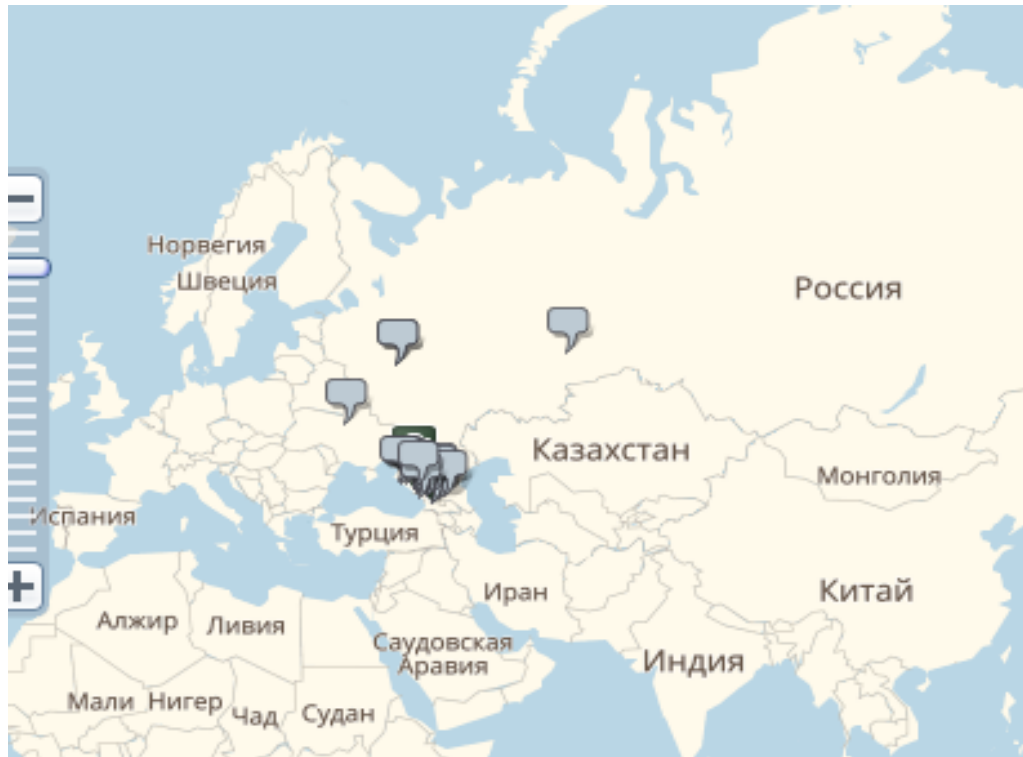 Норвегия
Швеция
Россия
Казахстан
Монголия
Испания
Турция
Иран
Китай
Алжир
Ливия
Саудовская
Аравия
Индия
Мали
Нигер
Чад
Судан